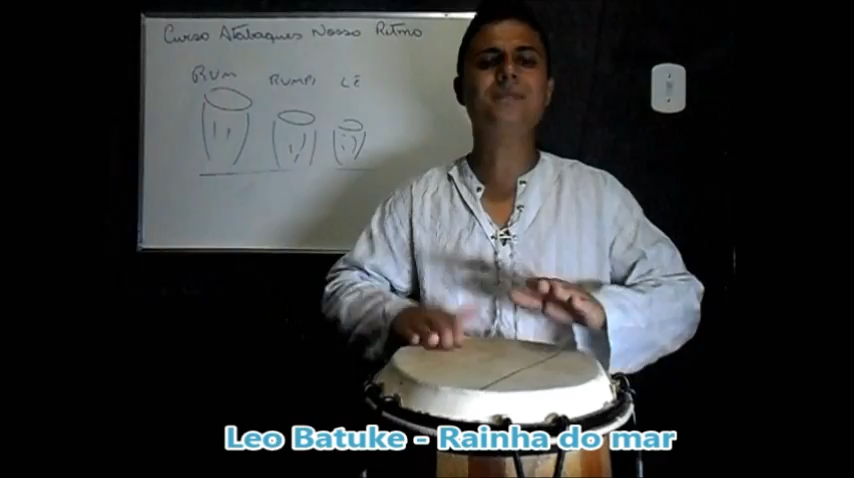 Curso Atabaques Nosso Ritmo
RUM RUMPI LÊ
Leo Batuke - Rainha do mar